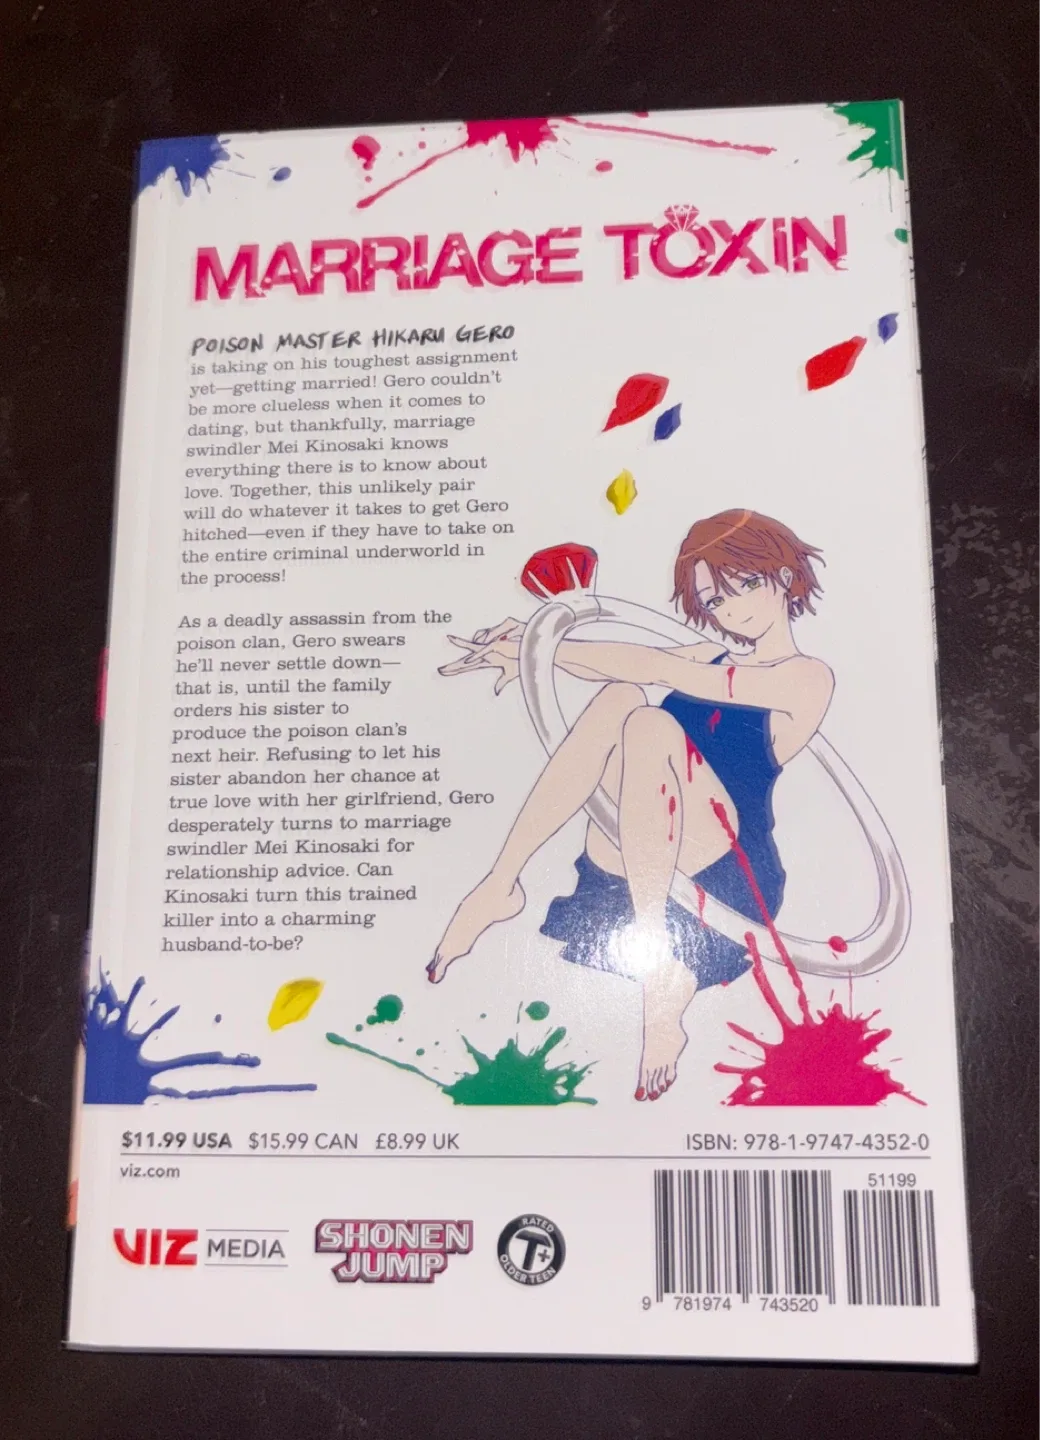 MARRIAGE TOXIN
POISON MASTER HIKARU GERO
is taking on his toughest assignment
yet—getting married! Gero couldn't
be more clueless when it comes to
dating, but thankfully, marriage
swindler Mei Kinosaki knows
everything there is to know about
love. Together, this unlikely pair
will do whatever it takes to get Gero
hitched—even if they have to take on
the entire criminal underworld in
the process!
As a deadly assassin from the
poison clan, Gero swears
he'll never settle down—
that is, until the family
orders his sister to
produce the poison clan's
next heir. Refusing to let his
sister abandon her chance at
true love with her girlfriend, Gero
desperately turns to marriage
swindler Mei Kinosaki for
relationship advice. Can
Kinosaki turn this trained
killer into a charming
husband-to-be?
$11.99 USA $15.99 CAN £8.99 UK
ISBN: 978-1-9747-4352-0
viz.com
51199
VIZ MEDIA
SHONEN
JUMP
RATED
T+
OLDER TEEN
9 781974 743520